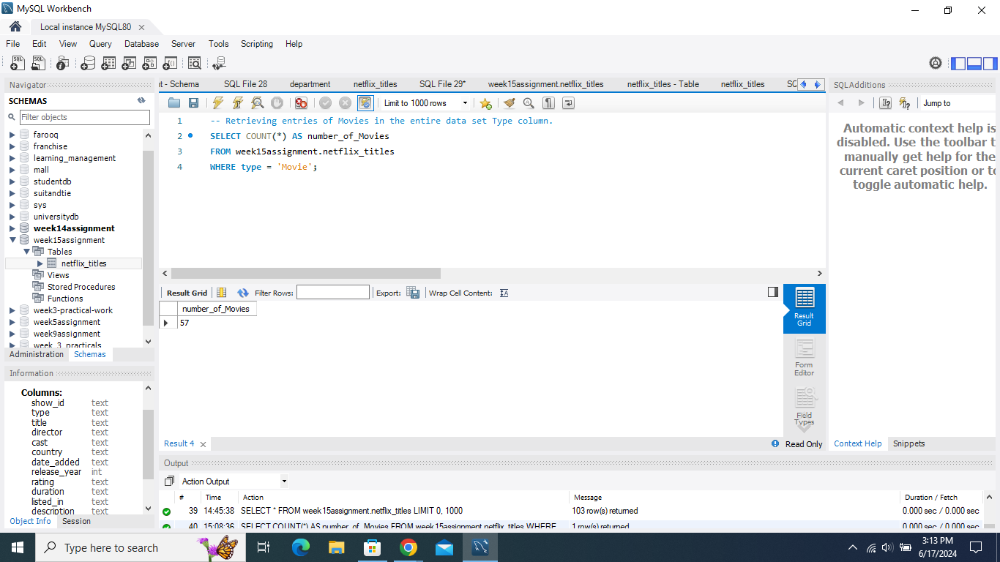 MySQL Workbench
Local instance MySQL80
File Edit View Query Database Server Tools Scripting Help
Navigator
SCHEMAS
Filter objects
farooq
franchise
learning_management
mall
studentdb
suitandtie
sys
universitydb
week14assignment
week15assignment
Tables
netflix_titles
Views
Stored Procedures
Functions
week3-practical-work
week5assignment
week9assignment
week_3_practicals
Administration Schemas
Information
Columns:
show_id text
type text
title text
director text
cast text
country text
date_added text
release_year int
rating text
duration text
listed_in text
description text
Object Info Session
nt - Schema SQL File 28 department netflix_titles SQL File 29* week15assignment.netflix_titles netflix_titles - Table netflix_titles SQ
Limit to 1000 rows
1 -- Retrieving entries of Movies in the entire data set Type column.
2 SELECT COUNT(*) AS number_of_Movies
3 FROM week15assignment.netflix_titles
4 WHERE type = 'Movie';
Result Grid Filter Rows: Export: Wrap Cell Content:
number_of_Movies
57
Result Grid
Form Editor
Field Types
Result 4
Read Only
SQLAdditions
Jump to
Automatic context help is
disabled. Use the toolbar t
manually get help for the
current caret position or to
toggle automatic help.
Context Help Snippets
Output
Action Output
# Time Action Message Duration / Fetch
39 14:45:38 SELECT * FROM week15assignment.netflix_titles LIMIT 0, 1000 103 row(s) returned 0.000 sec / 0.000 sec
40 15:08:36 SELECT COUNT(*) AS number_of_Movies FROM week15assignment.netflix_titles WHERE 1 row(s) returned 0.000 sec / 0.000 sec
Type here to search
3:13 PM
6/17/2024